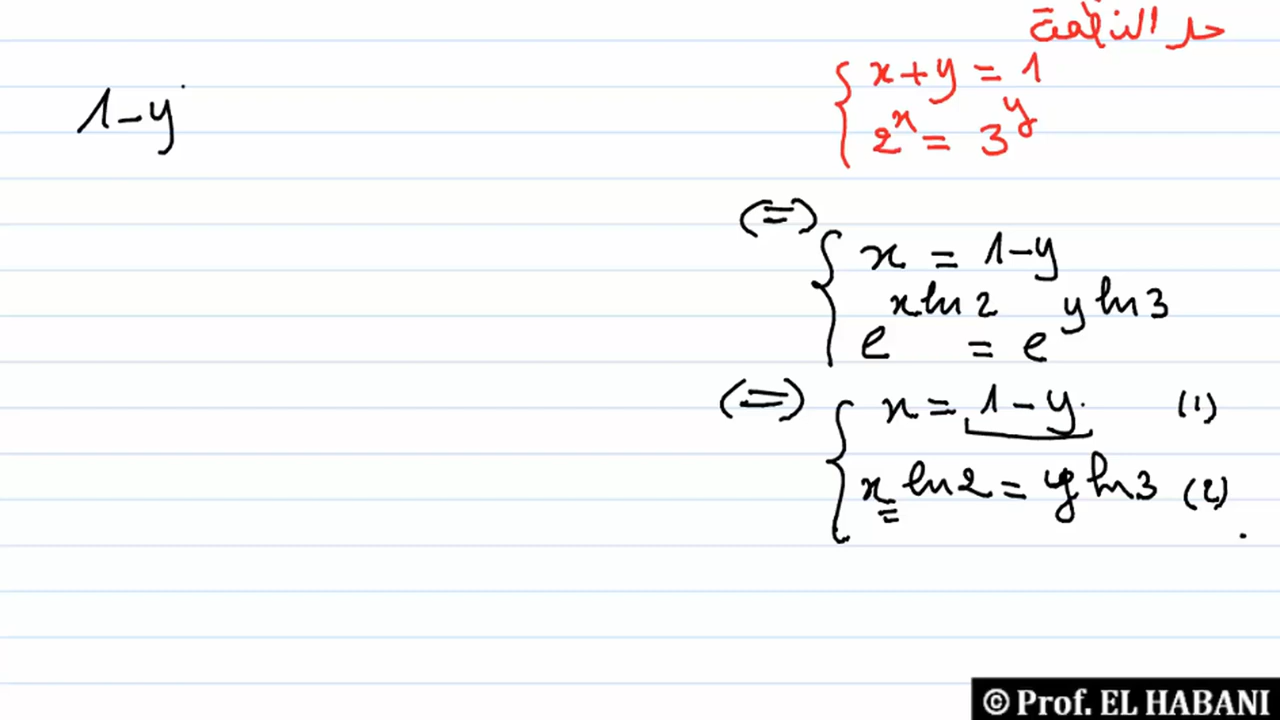 حل النظمة
x+y = 1
2^x = 3^y
(=)
x = 1-y
e^{x ln 2} = e^{y ln 3}
(=)
x = 1-y. (1)
x ln 2 = y ln 3 (2)
1-y
© Prof. EL HABANI